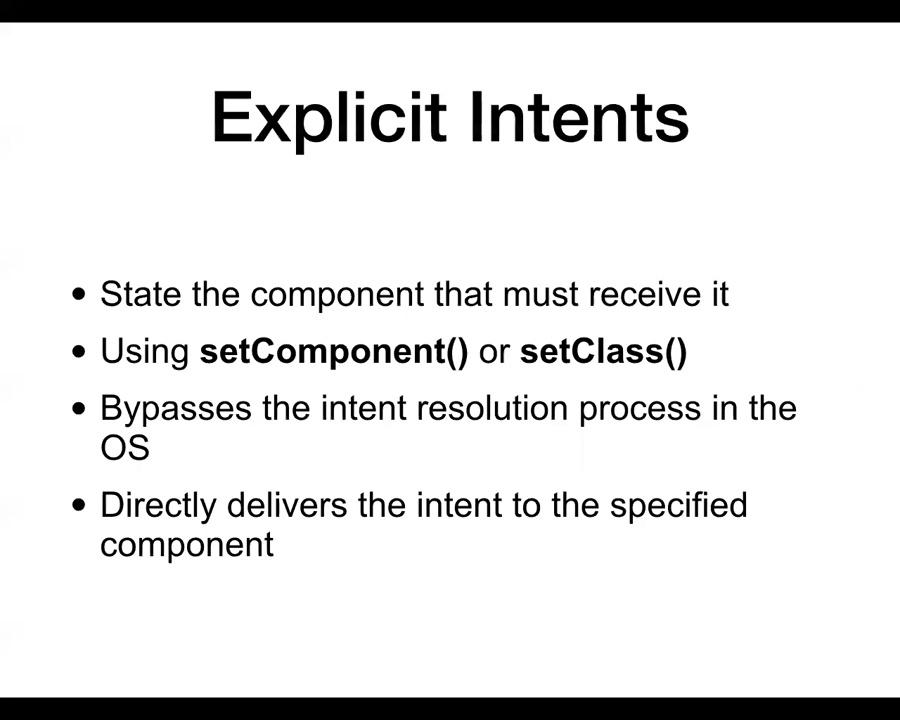 Explicit Intents
• State the component that must receive it
• Using setComponent() or setClass()
• Bypasses the intent resolution process in the
OS
• Directly delivers the intent to the specified
component